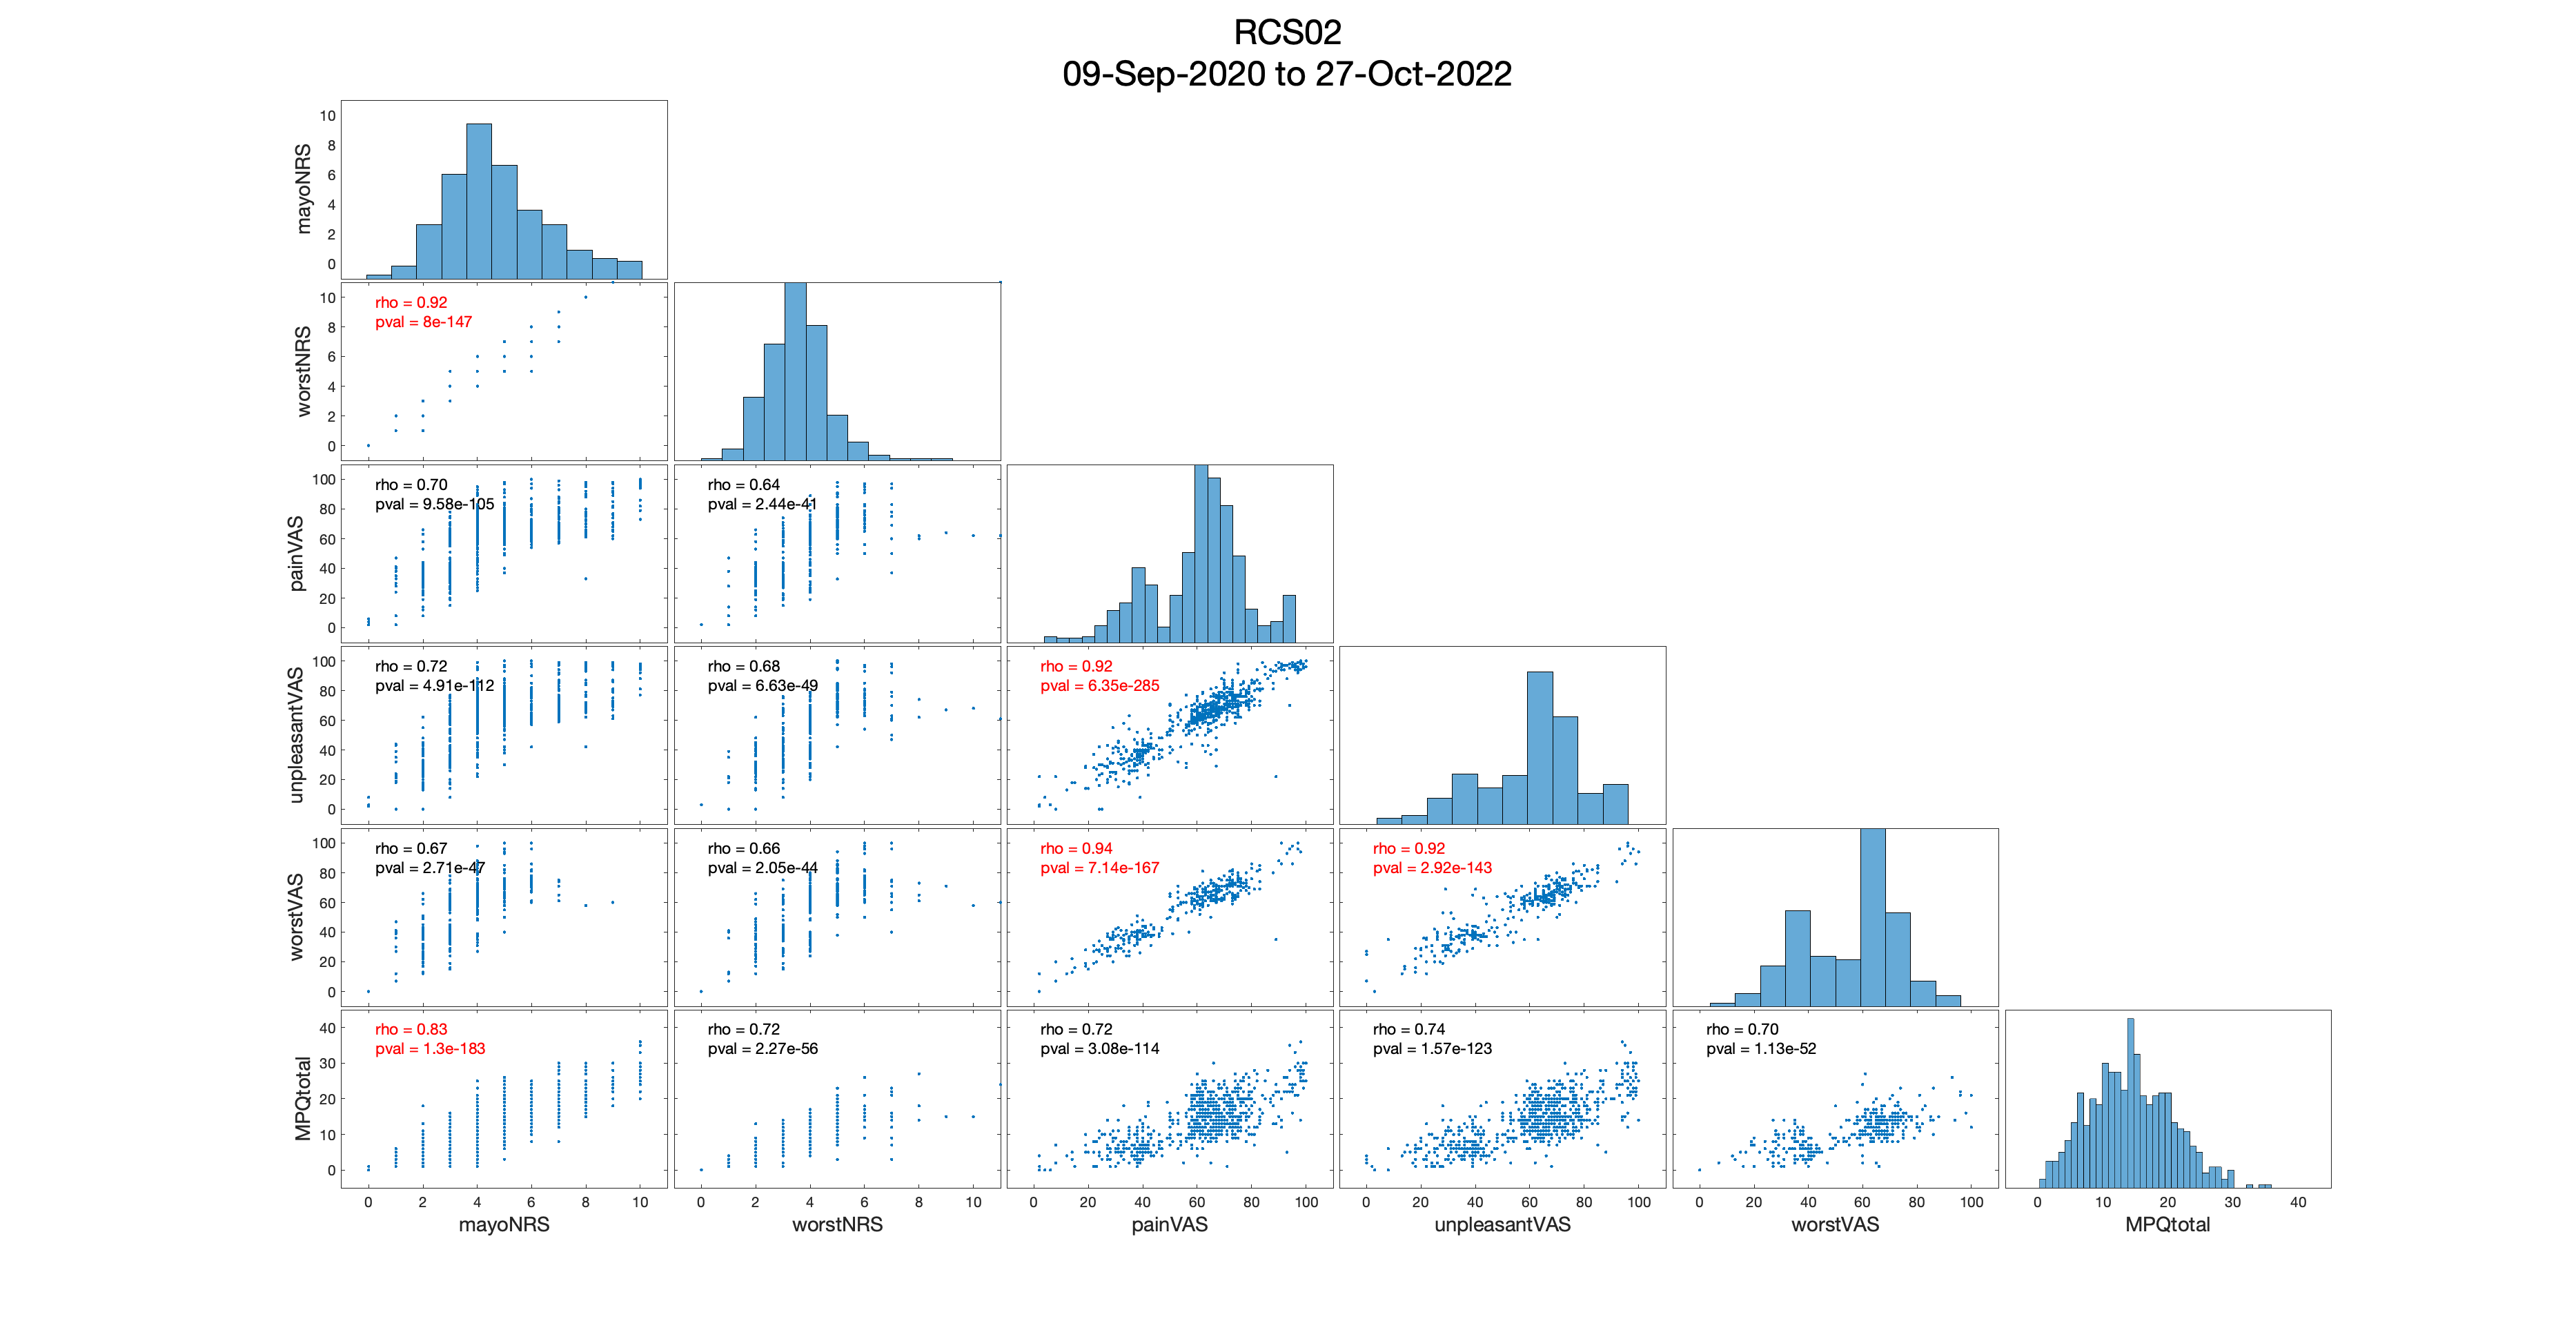 RCS02
09-Sep-2020 to 27-Oct-2022
mayoNRS
10
8
6
4
2
0
worstNRS
10
8
6
4
2
0
rho = 0.92
pval = 8e-147
painVAS
100
80
60
40
20
0
rho = 0.70
pval = 9.58e-105
rho = 0.64
pval = 2.44e-41
unpleasantVAS
100
80
60
40
20
0
rho = 0.72
pval = 4.91e-112
rho = 0.68
pval = 6.63e-49
rho = 0.92
pval = 6.35e-285
worstVAS
100
80
60
40
20
0
rho = 0.67
pval = 2.71e-47
rho = 0.66
pval = 2.05e-44
rho = 0.94
pval = 7.14e-167
rho = 0.92
pval = 2.92e-143
MPQtotal
40
30
20
10
0
rho = 0.83
pval = 1.3e-183
rho = 0.72
pval = 2.27e-56
rho = 0.72
pval = 3.08e-114
rho = 0.74
pval = 1.57e-123
rho = 0.70
pval = 1.13e-52
0 2 4 6 8 10
mayoNRS
0 2 4 6 8 10
worstNRS
0 20 40 60 80 100
painVAS
0 20 40 60 80 100
unpleasantVAS
0 20 40 60 80 100
worstVAS
0 10 20 30 40
MPQtotal